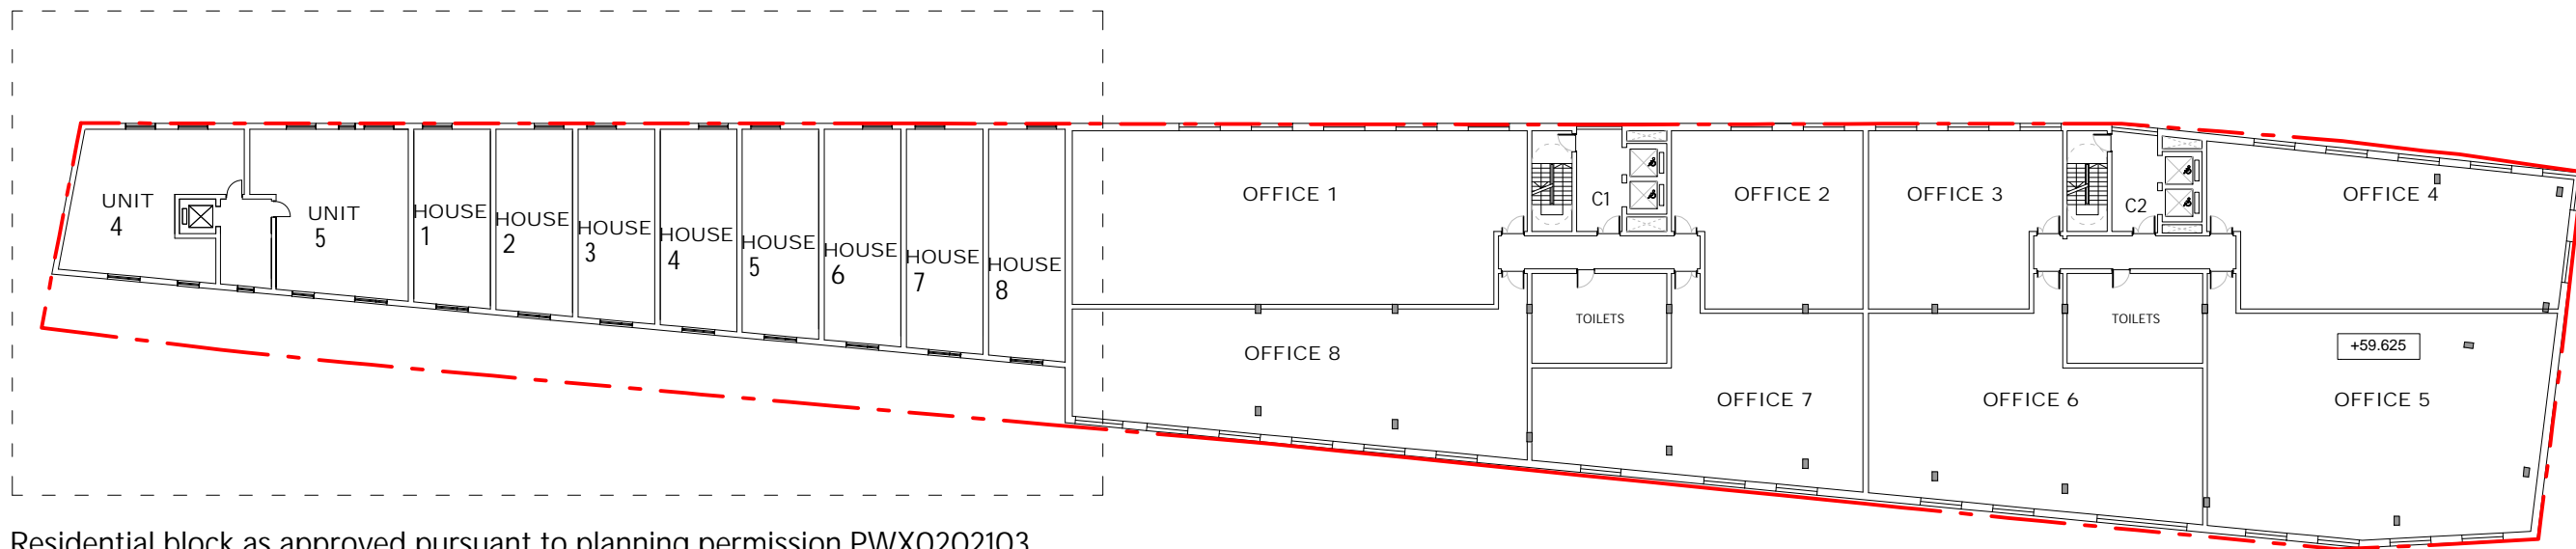 UNIT
4
UNIT
5
HOUSE
1
HOUSE
2
HOUSE
3
HOUSE
4
HOUSE
5
HOUSE
6
HOUSE
7
HOUSE
8
OFFICE 1
C1
OFFICE 2
OFFICE 3
C2
OFFICE 4
TOILETS
TOILETS
+59.625
OFFICE 8
OFFICE 7
OFFICE 6
OFFICE 5
Residential block as approved pursuant to planning permission PWX0202103